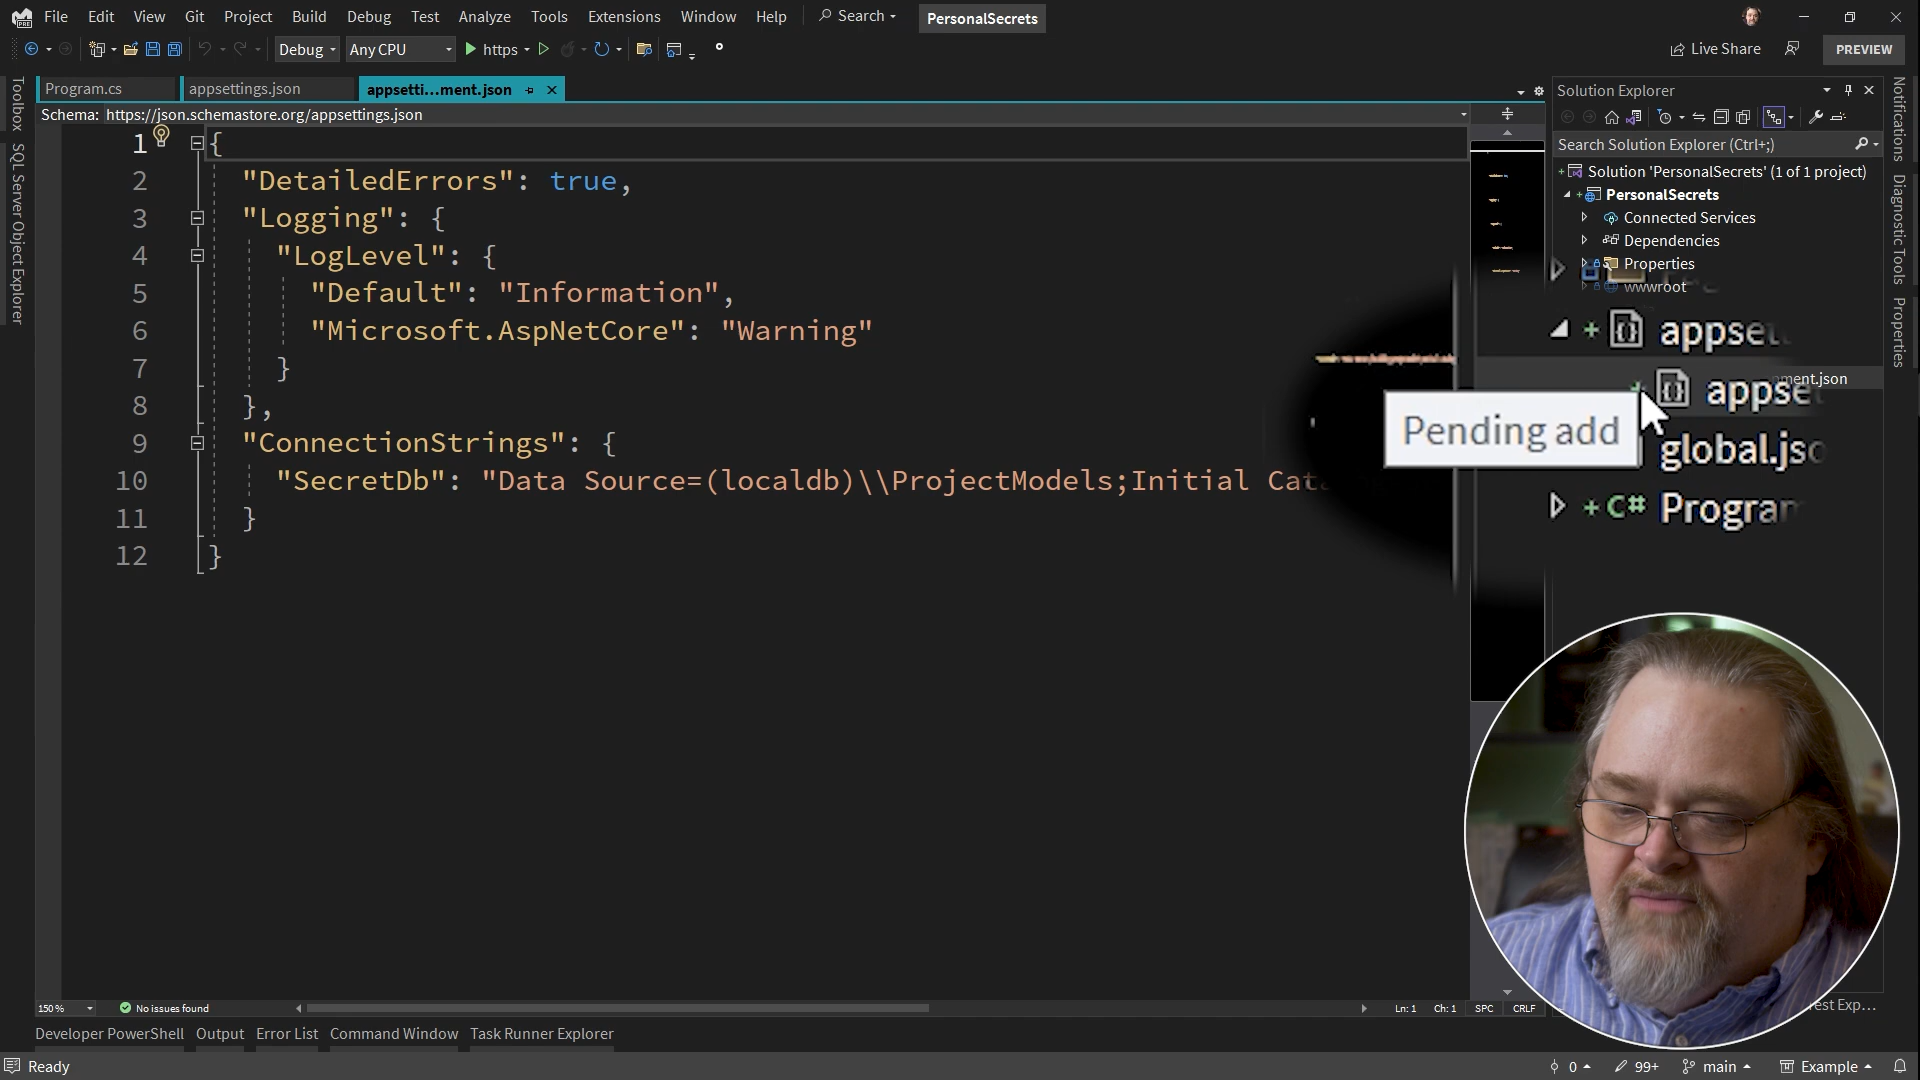 File Edit View Git Project Build Debug Test Analyze Tools Extensions Window Help Search PersonalSecrets
Debug Any CPU https Live Share PREVIEW
Program.cs appsettings.json appsetti...ment.json
Schema: https://json.schemastore.org/appsettings.json
1 {
2 "DetailedErrors": true,
3 "Logging": {
4 "LogLevel": {
5 "Default": "Information",
6 "Microsoft.AspNetCore": "Warning"
7 }
8 },
9 "ConnectionStrings": {
10 "SecretDb": "Data Source=(localdb)\\ProjectModels;Initial Cat
11 }
12 }
Toolbox
SQL Server Object Explorer
Solution Explorer
Search Solution Explorer (Ctrl+;)
Solution 'PersonalSecrets' (1 of 1 project)
PersonalSecrets
Connected Services
Dependencies
Properties
wwwroot
appset
appse ment.json
Pending add
global.jso
C# Program
Notifications
Diagnostic Tools
Properties
150 % No issues found Ln: 1 Ch: 1 SPC CRLF
Developer PowerShell Output Error List Command Window Task Runner Explorer
Ready 0 99+ main Example